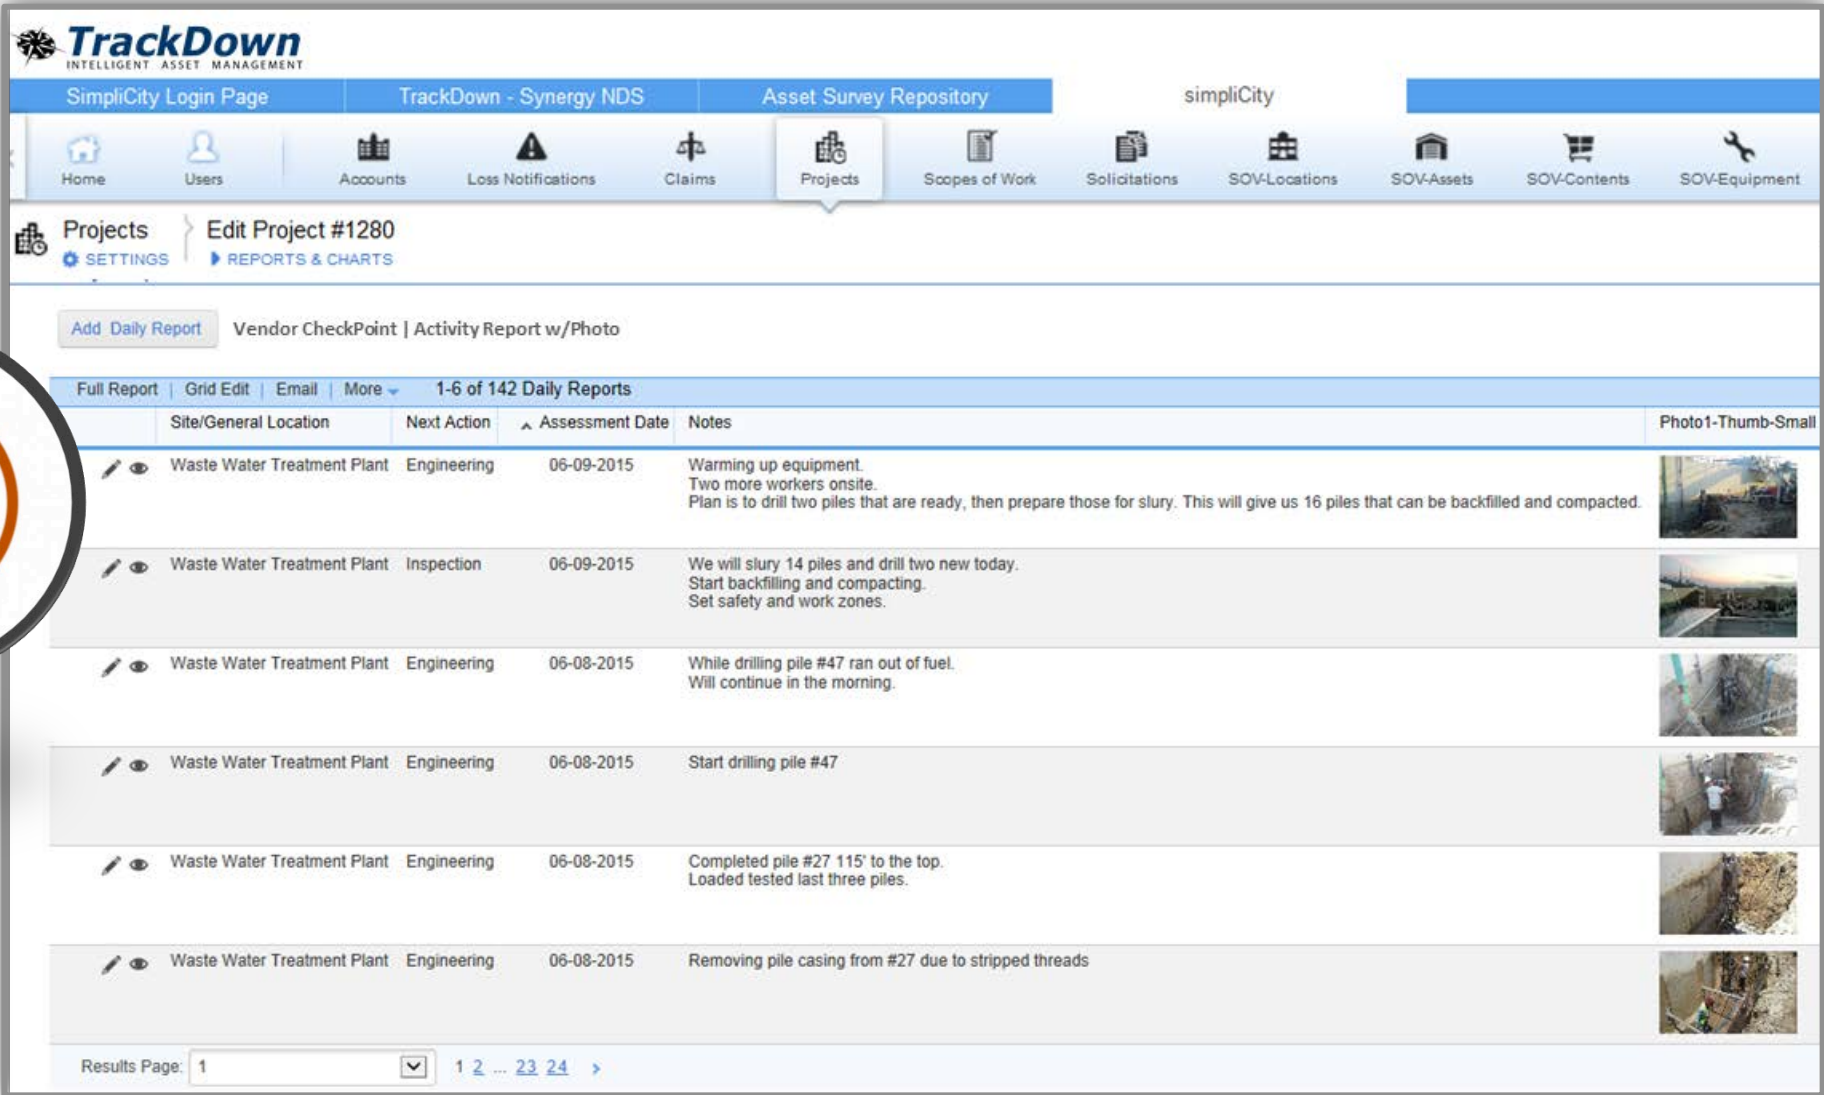 TrackDown
INTELLIGENT ASSET MANAGEMENT
SimpliCity Login Page TrackDown - Synergy NDS Asset Survey Repository simpliCity
Home Users Accounts Loss Notifications Claims Projects Scopes of Work Solicitations SOV-Locations SOV-Assets SOV-Contents SOV-Equipment
Projects Edit Project #1280
SETTINGS REPORTS & CHARTS
Add Daily Report Vendor CheckPoint | Activity Report w/Photo
Full Report | Grid Edit | Email | More 1-6 of 142 Daily Reports
Site/General Location Next Action Assessment Date Notes Photo1-Thumb-Small
Waste Water Treatment Plant Engineering 06-09-2015 Warming up equipment.
Two more workers onsite.
Plan is to drill two piles that are ready, then prepare those for slury. This will give us 16 piles that can be backfilled and compacted.
Waste Water Treatment Plant Inspection 06-09-2015 We will slury 14 piles and drill two new today.
Start backfilling and compacting.
Set safety and work zones.
Waste Water Treatment Plant Engineering 06-08-2015 While drilling pile #47 ran out of fuel.
Will continue in the morning.
Waste Water Treatment Plant Engineering 06-08-2015 Start drilling pile #47
Waste Water Treatment Plant Engineering 06-08-2015 Completed pile #27 115' to the top.
Loaded tested last three piles.
Waste Water Treatment Plant Engineering 06-08-2015 Removing pile casing from #27 due to stripped threads
Results Page: 1 1 2 ... 23 24 >